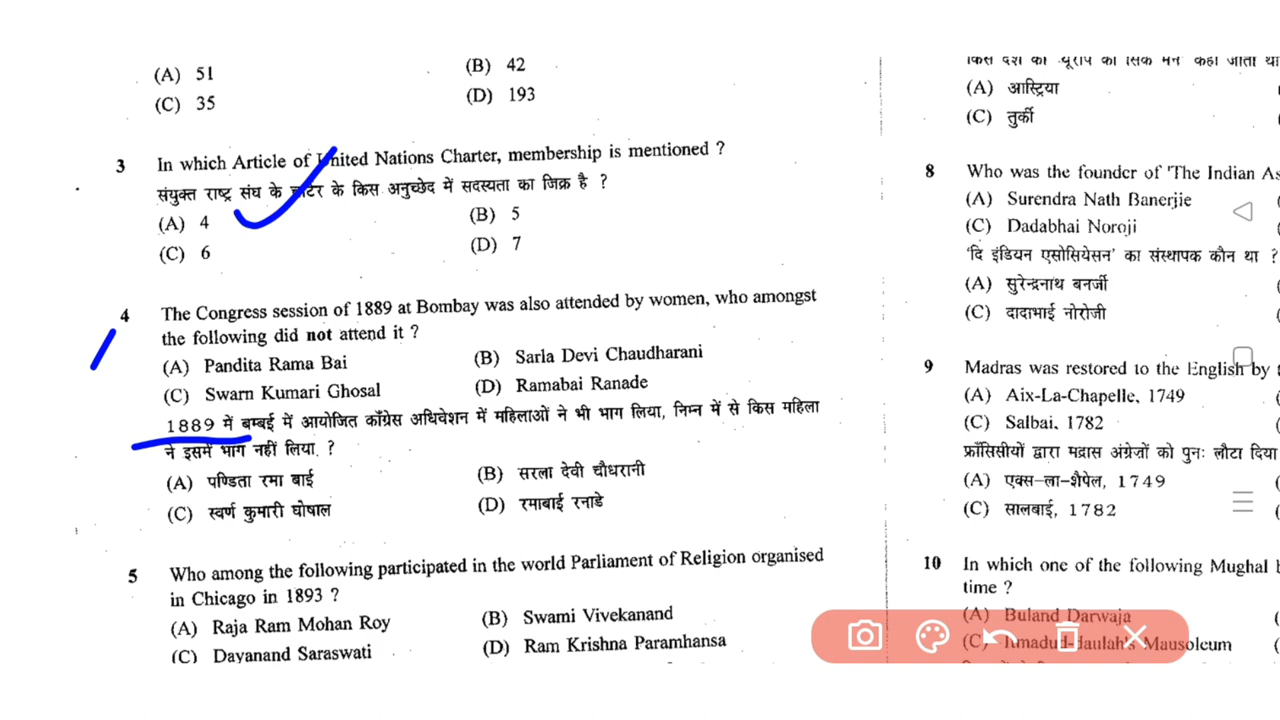 (A) 51
(B) 42
(C) 35
(D) 193
3 In which Article of United Nations Charter, membership is mentioned ?
संयुक्त राष्ट्र संघ के चार्टर के किस अनुच्छेद में सदस्यता का जिक्र है ?
(A) 4
(B) 5
(C) 6
(D) 7
4 The Congress session of 1889 at Bombay was also attended by women, who amongst
the following did not attend it ?
(A) Pandita Rama Bai
(B) Sarla Devi Chaudharani
(C) Swarn Kumari Ghosal
(D) Ramabai Ranade
1889 में बम्बई में आयोजित काँग्रेस अधिवेशन में महिलाओं ने भी भाग लिया, निम्न में से किस महिला
ने इसमें भाग नहीं लिया ?
(A) पण्डिता रमा बाई
(B) सरला देवी चौधरानी
(C) स्वर्ण कुमारी घोषाल
(D) रमाबाई रनाडे
5 Who among the following participated in the world Parliament of Religion organised
in Chicago in 1893 ?
(A) Raja Ram Mohan Roy
(B) Swami Vivekanand
(C) Dayanand Saraswati
(D) Ram Krishna Paramhansa
(A) आस्ट्रिया
(C) तुर्की
8 Who was the founder of 'The Indian As
(A) Surendra Nath Banerjie
(C) Dadabhai Noroji
'दि इंडियन एसोसियेसन' का संस्थापक कौन था ?
(A) सुरेन्द्रनाथ बनर्जी
(C) दादाभाई नोरोजी
9 Madras was restored to the English by
(A) Aix-La-Chapelle, 1749
(C) Salbai, 1782
फ्राँसिसीयों द्वारा मद्रास अंग्रेजों को पुनः लौटा दिया
(A) एक्स-ला-शैपेल, 1749
(C) सालबाई, 1782
10 In which one of the following Mughal
time ?
(A) Buland Darwaja
(C) Itmadud-daulah's Mausoleum